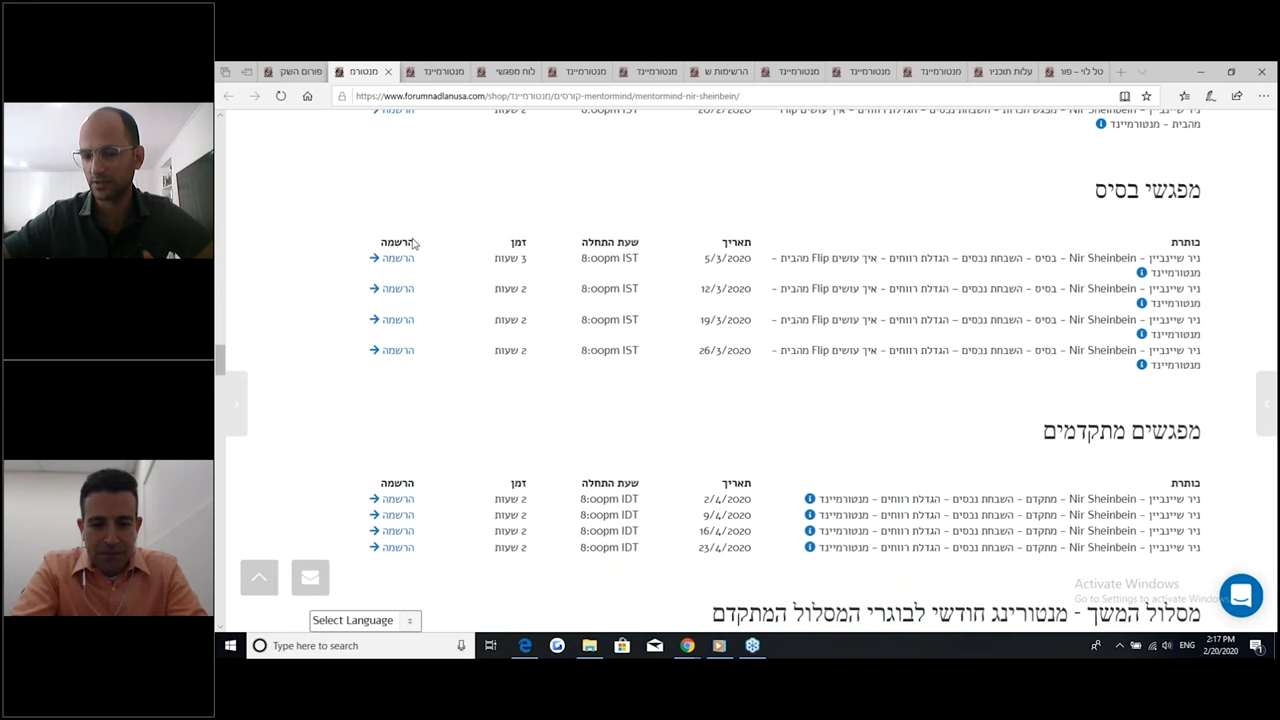 פורום השק
מנטורמ
מנטורמיינד
לוח מפגשי
מנטורמיינד
מנטורמיינד
הרשימות ש
מנטורמיינד
מנטורמיינד
מנטורמיינד
עלות תוכניו
טל לוי – פור
https://www.forumnadlanusa.com/shop/קורסים-mentormind/מנטורמיינד/mentormind-nir-sheinbein/
מהבית - מנטורמיינד
מפגשי בסיס
כותרת תאריך שעת התחלה זמן הרשמה
ניר שיינביין - Nir Sheinbein - בסיס - השבחת נכסים - הגדלת רווחים - איך עושים Flip מהבית - 5/3/2020 8:00pm IST 3 שעות הרשמה
מנטורמיינד
ניר שיינביין - Nir Sheinbein - בסיס - השבחת נכסים – הגדלת רווחים - איך עושים Flip מהבית - 12/3/2020 8:00pm IST 2 שעות הרשמה
מנטורמיינד
ניר שיינביין - Nir Sheinbein - בסיס - השבחת נכסים – הגדלת רווחים - איך עושים Flip מהבית - 19/3/2020 8:00pm IST 2 שעות הרשמה
מנטורמיינד
ניר שיינביין - Nir Sheinbein - בסיס - השבחת נכסים – הגדלת רווחים - איך עושים Flip מהבית - 26/3/2020 8:00pm IST 2 שעות הרשמה
מנטורמיינד
מפגשים מתקדמים
כותרת תאריך שעת התחלה זמן הרשמה
ניר שיינביין - Nir Sheinbein - מתקדם - השבחת נכסים - הגדלת רווחים - מנטורמיינד 2/4/2020 8:00pm IDT 2 שעות הרשמה
ניר שיינביין - Nir Sheinbein - מתקדם - השבחת נכסים - הגדלת רווחים - מנטורמיינד 9/4/2020 8:00pm IDT 2 שעות הרשמה
ניר שיינביין - Nir Sheinbein - מתקדם - השבחת נכסים - הגדלת רווחים - מנטורמיינד 16/4/2020 8:00pm IDT 2 שעות הרשמה
ניר שיינביין - Nir Sheinbein - מתקדם - השבחת נכסים - הגדלת רווחים - מנטורמיינד 23/4/2020 8:00pm IDT 2 שעות הרשמה
Activate Windows
Go to Settings to activate Windows
מסלול המשך - מנטורינג חודשי לבוגרי המסלול המתקדם
Select Language
Type here to search
ENG
2:17 PM
2/20/2020